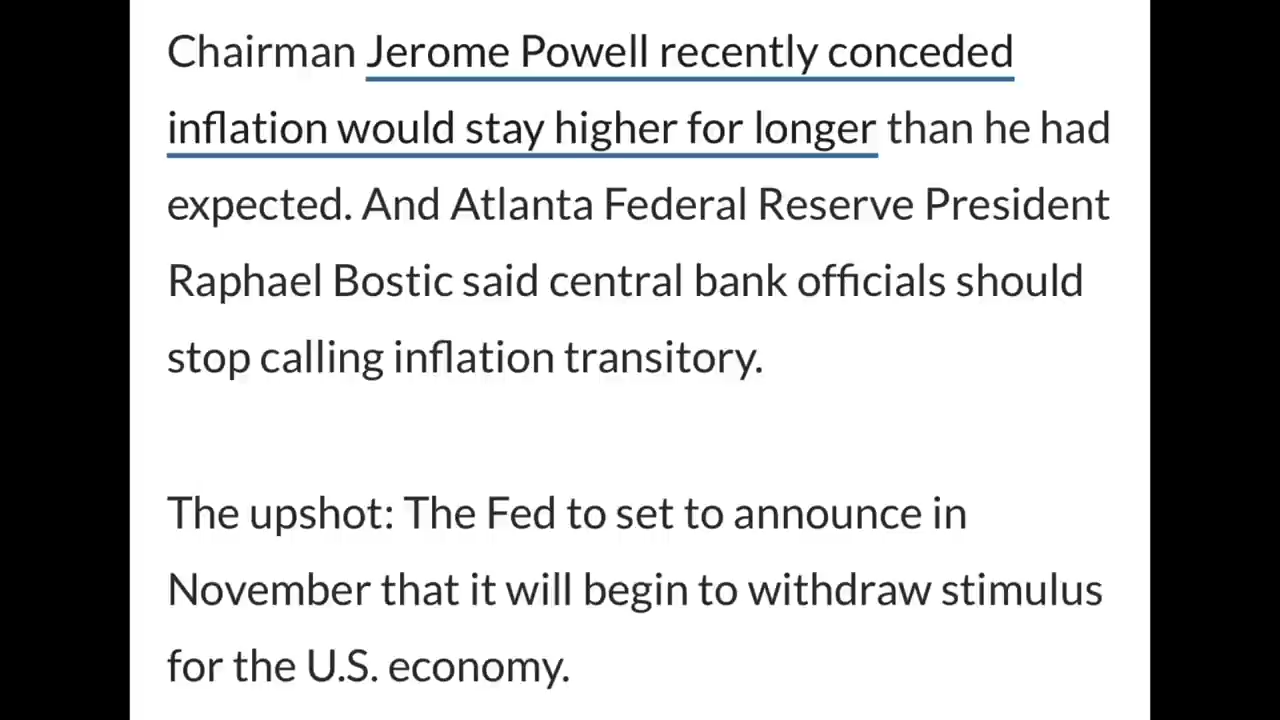 Chairman Jerome Powell recently conceded
inflation would stay higher for longer than he had
expected. And Atlanta Federal Reserve President
Raphael Bostic said central bank officials should
stop calling inflation transitory.
The upshot: The Fed to set to announce in
November that it will begin to withdraw stimulus
for the U.S. economy.